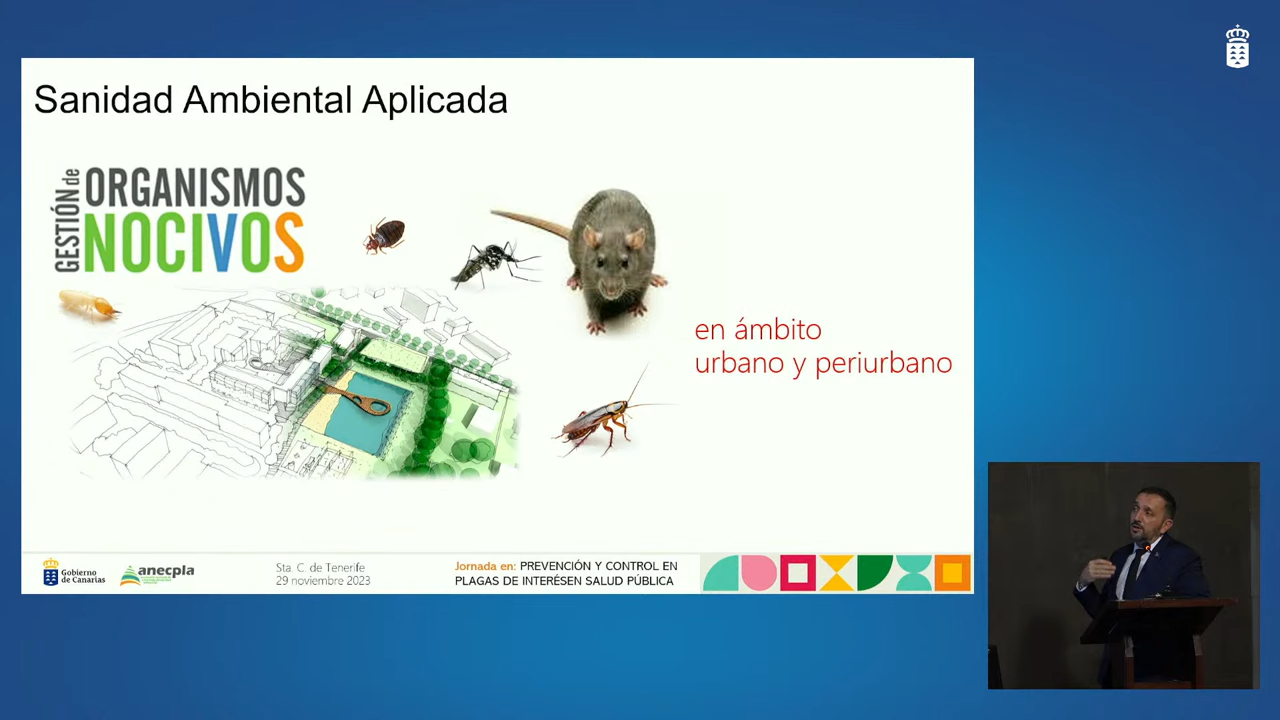 Sanidad Ambiental Aplicada
GESTIÓN de
ORGANISMOS
NOCIVOS
en ámbito
urbano y periurbano
Gobierno
de Canarias
anecpla
Sta. C. de Tenerife
29 noviembre 2023
Jornada en: PREVENCIÓN Y CONTROL EN
PLAGAS DE INTERÉSEN SALUD PÚBLICA